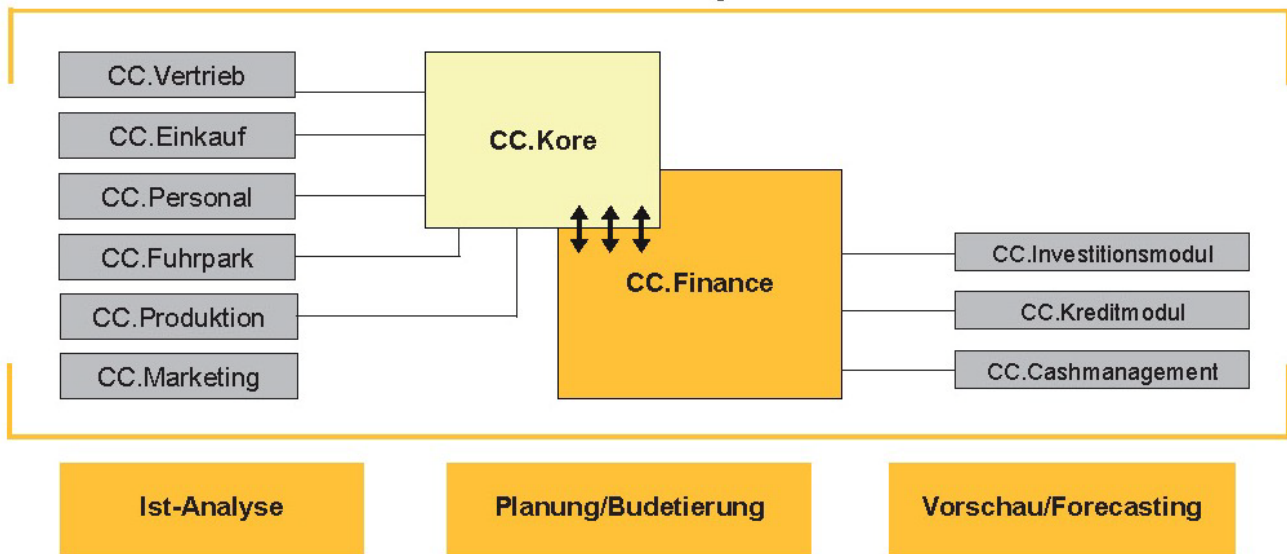 CC.Vertrieb
CC.Einkauf
CC.Personal
CC.Fuhrpark
CC.Produktion
CC.Marketing
CC.Kore
CC.Finance
CC.Investitionsmodul
CC.Kreditmodul
CC.Cashmanagement
Ist-Analyse
Planung/Budetierung
Vorschau/Forecasting